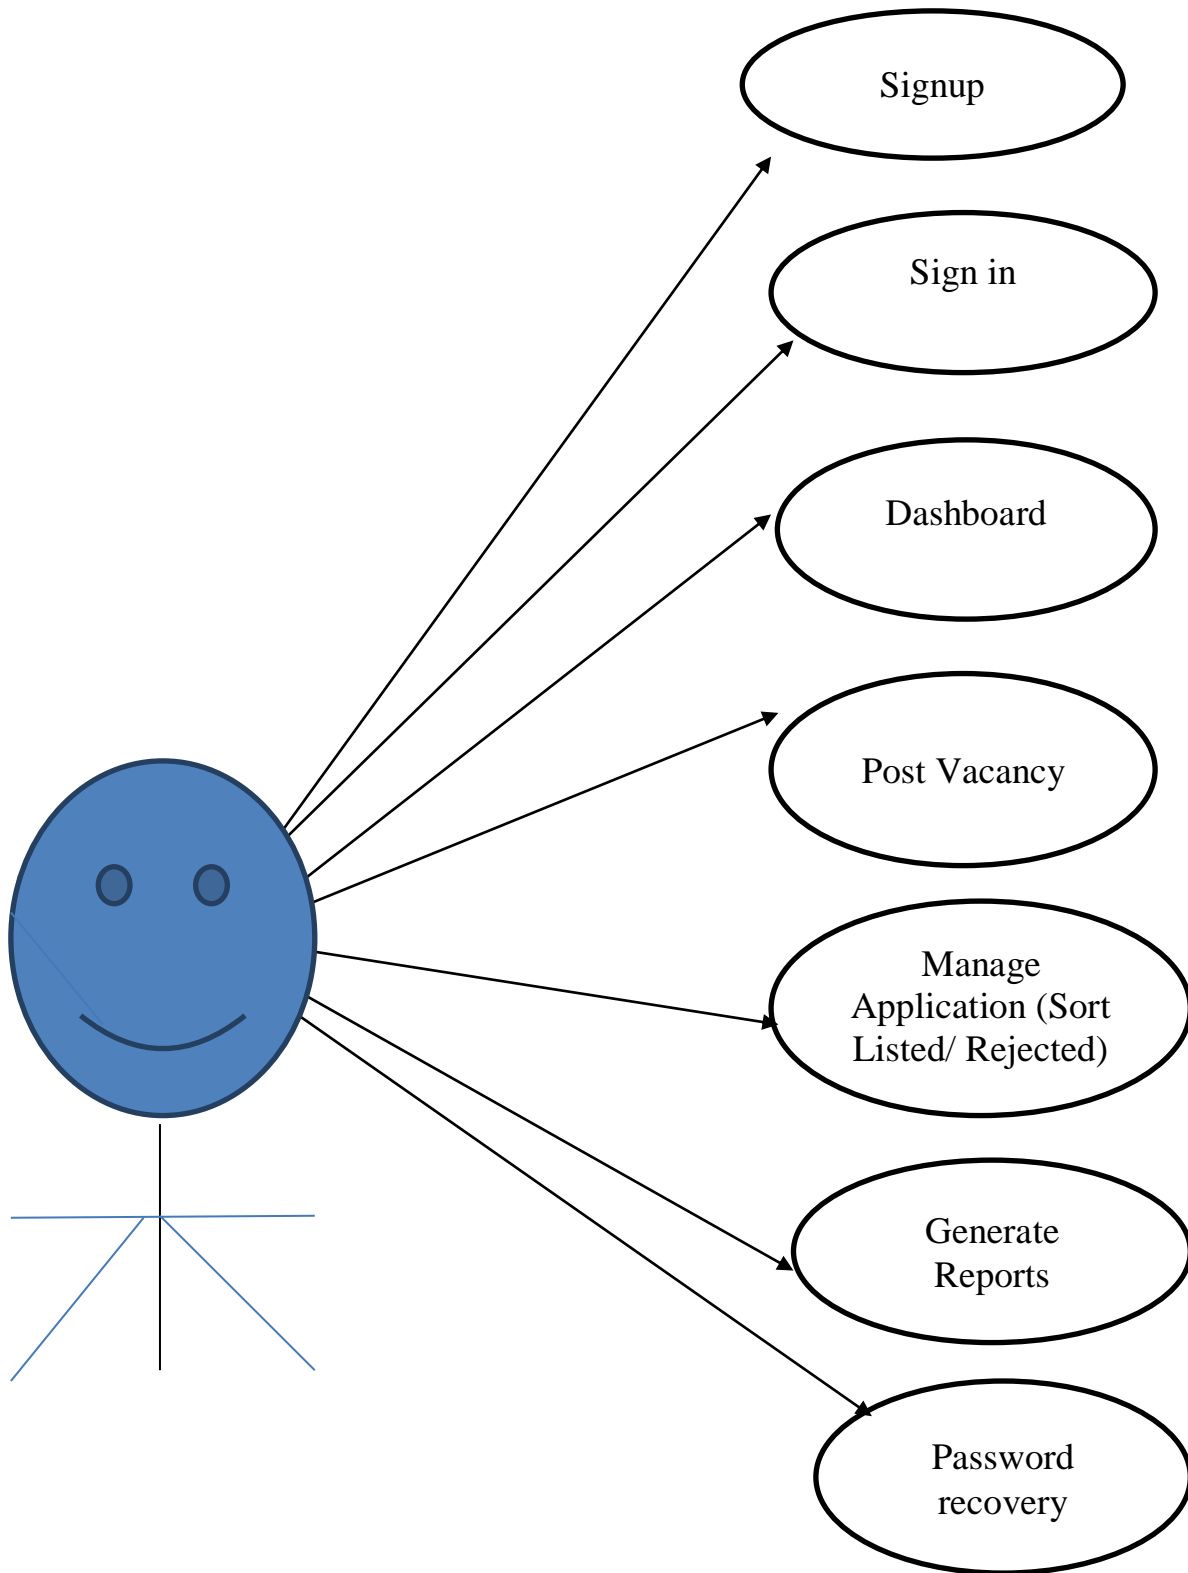 Signup
Sign in
Dashboard
Post Vacancy
Manage
Application (Sort
Listed/ Rejected)
Generate
Reports
Password
recovery